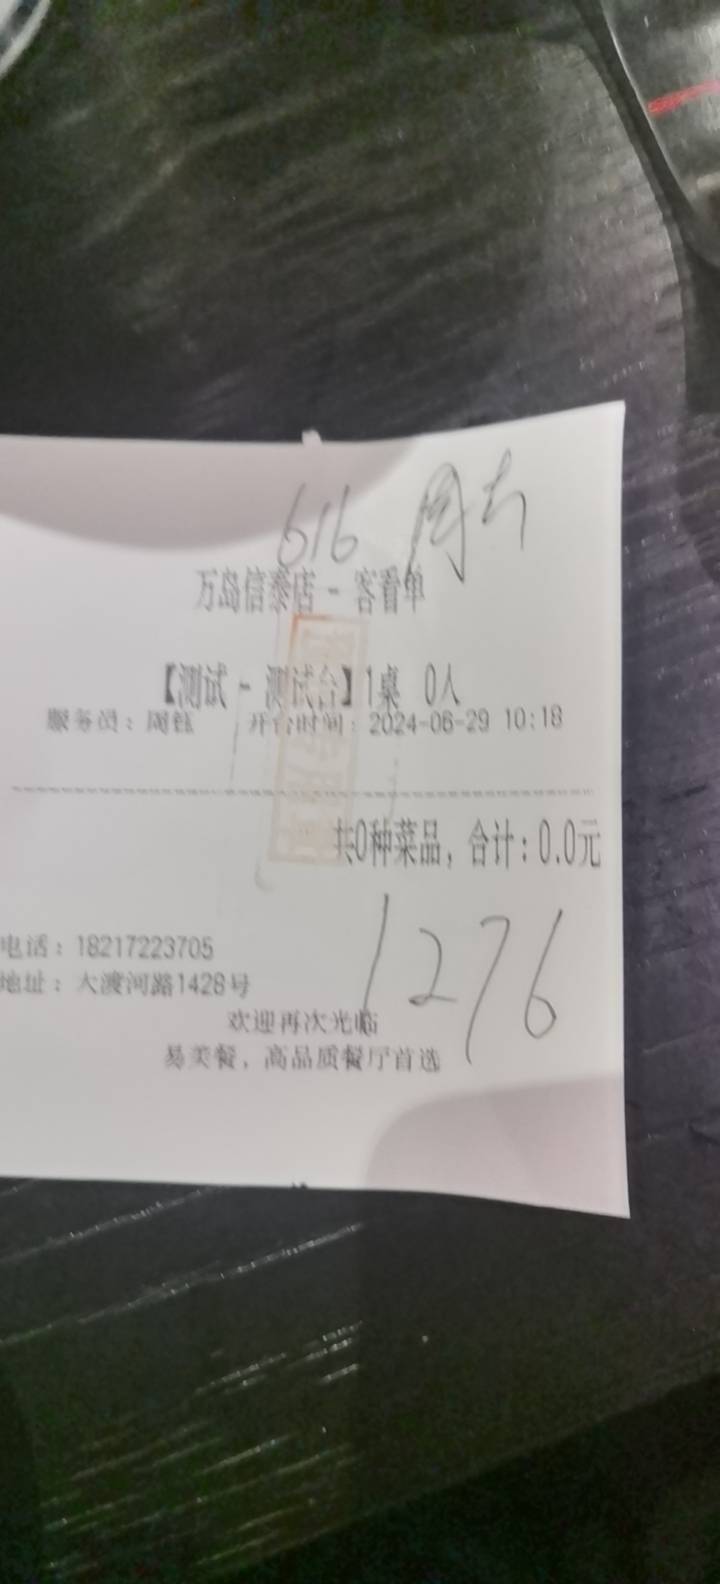 616 周
万岛信泰店 - 客看单
【测试 - 测试台】1桌 0人
服务员：周钰 开台时间：2024-06-29 10:18
共0种菜品，合计：0.0元
1276
电话：18217223705
地址：大渡河路1428号
欢迎再次光临
易美餐，高品质餐厅首选